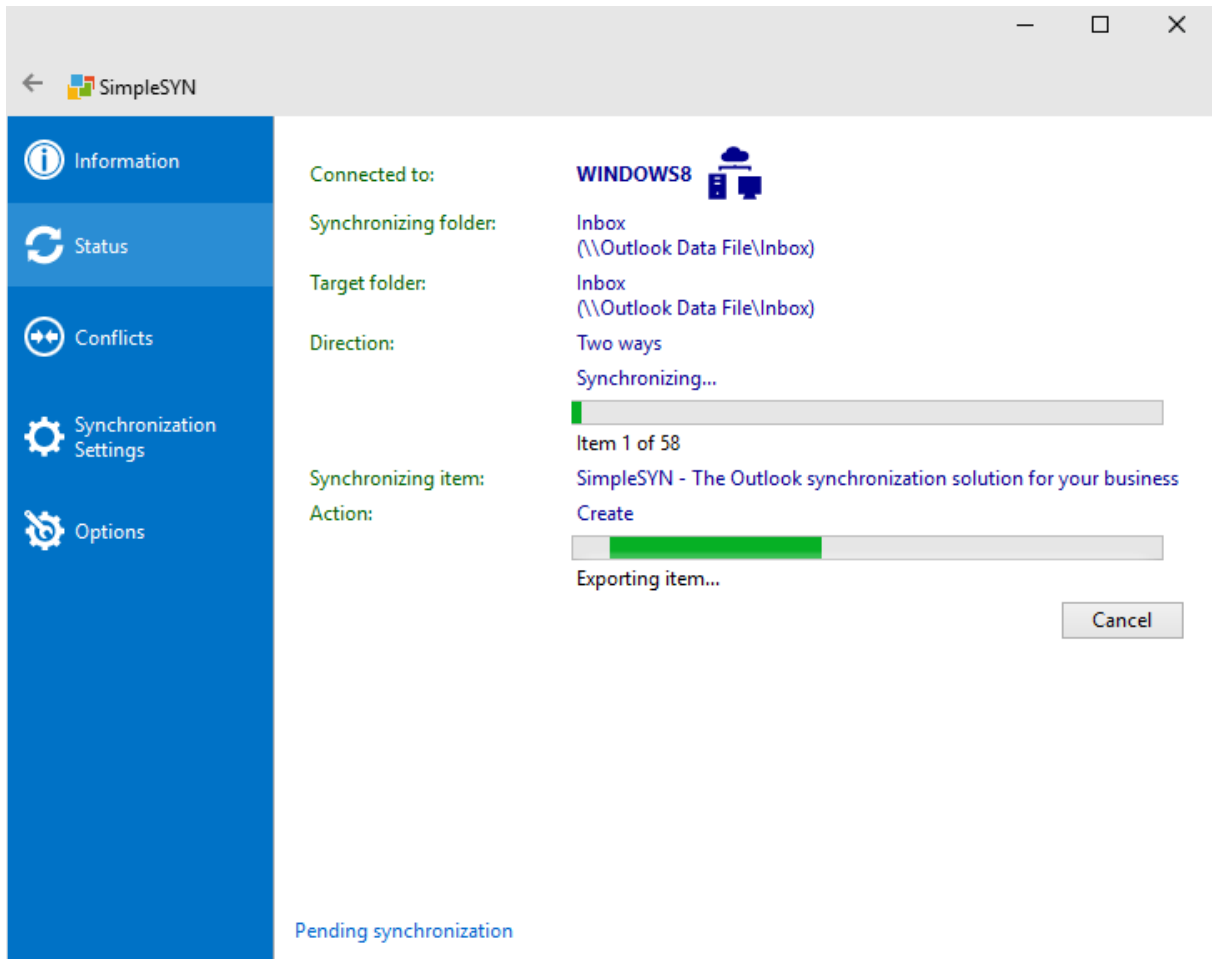 SimpleSYN
Information
Status
Conflicts
Synchronization
Settings
Options
Connected to: WINDOWS8
Synchronizing folder: Inbox
(\\Outlook Data File\Inbox)
Target folder: Inbox
(\\Outlook Data File\Inbox)
Direction: Two ways
Synchronizing...
Item 1 of 58
Synchronizing item: SimpleSYN - The Outlook synchronization solution for your business
Action: Create
Exporting item...
Cancel
Pending synchronization